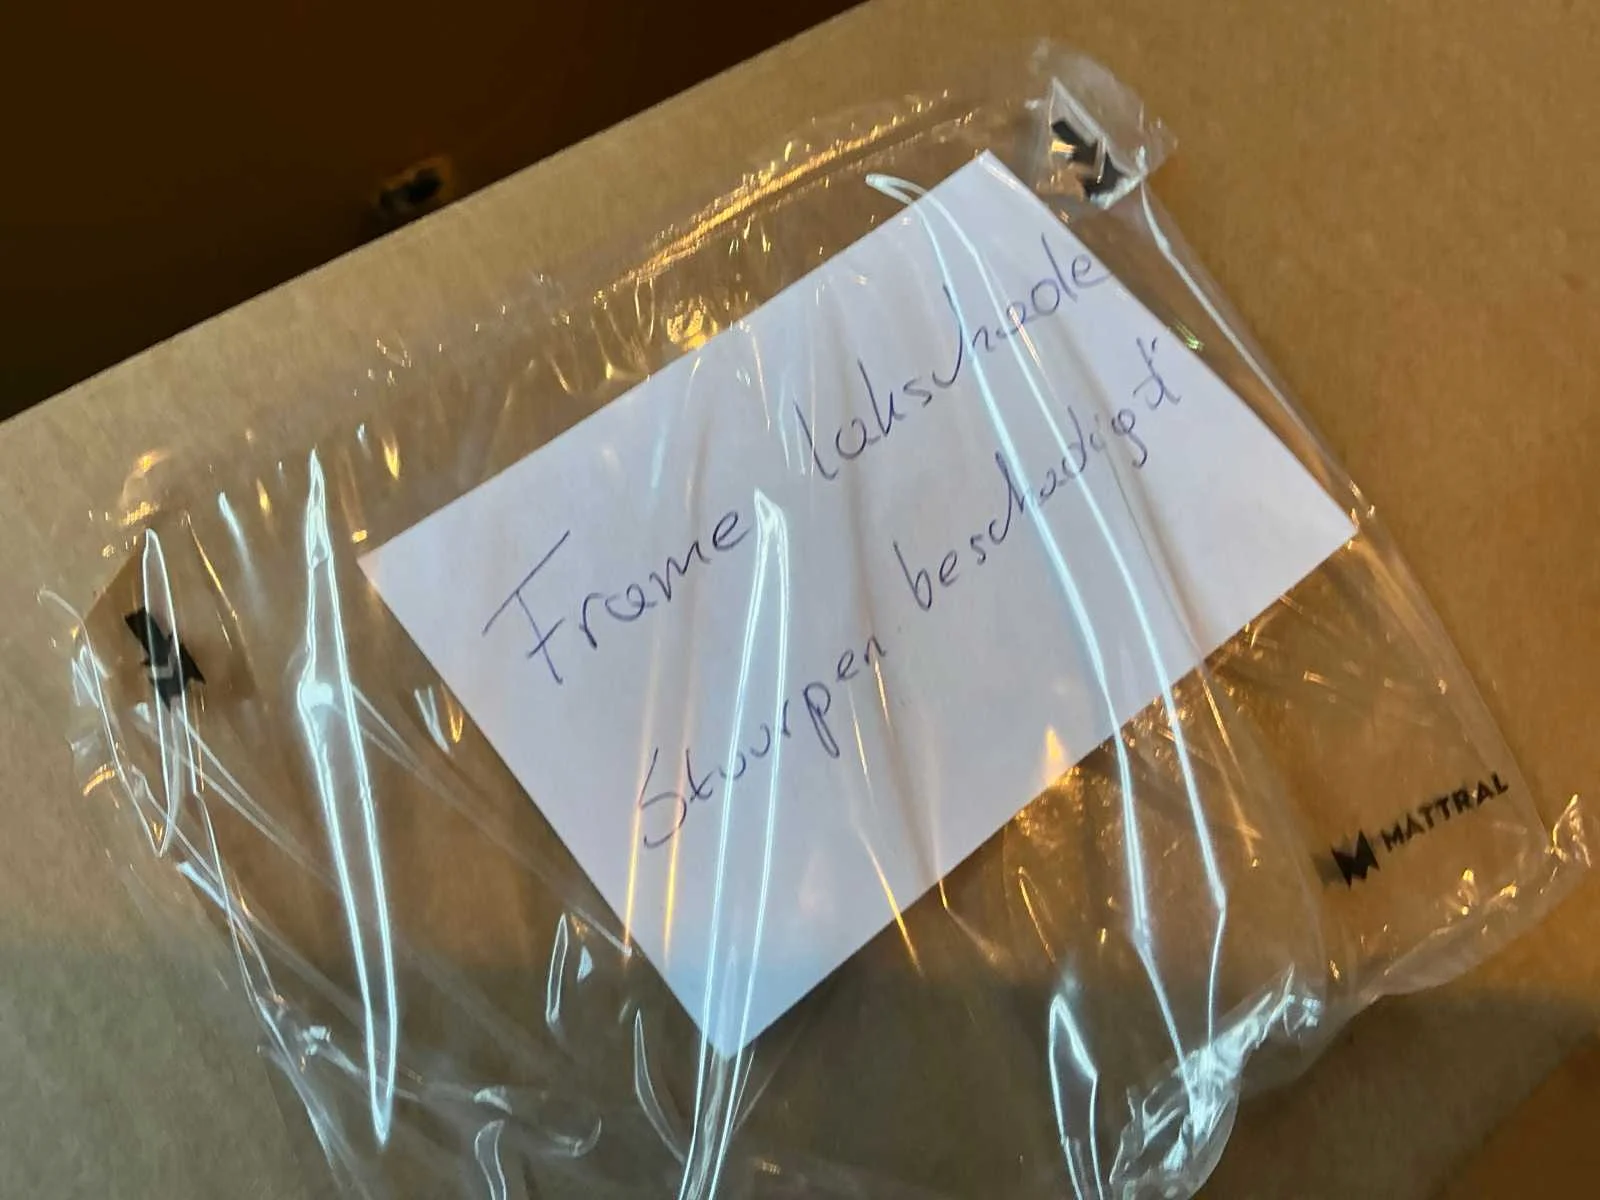 Frame lakschade
Stuurpen beschadigd
MATTRAL